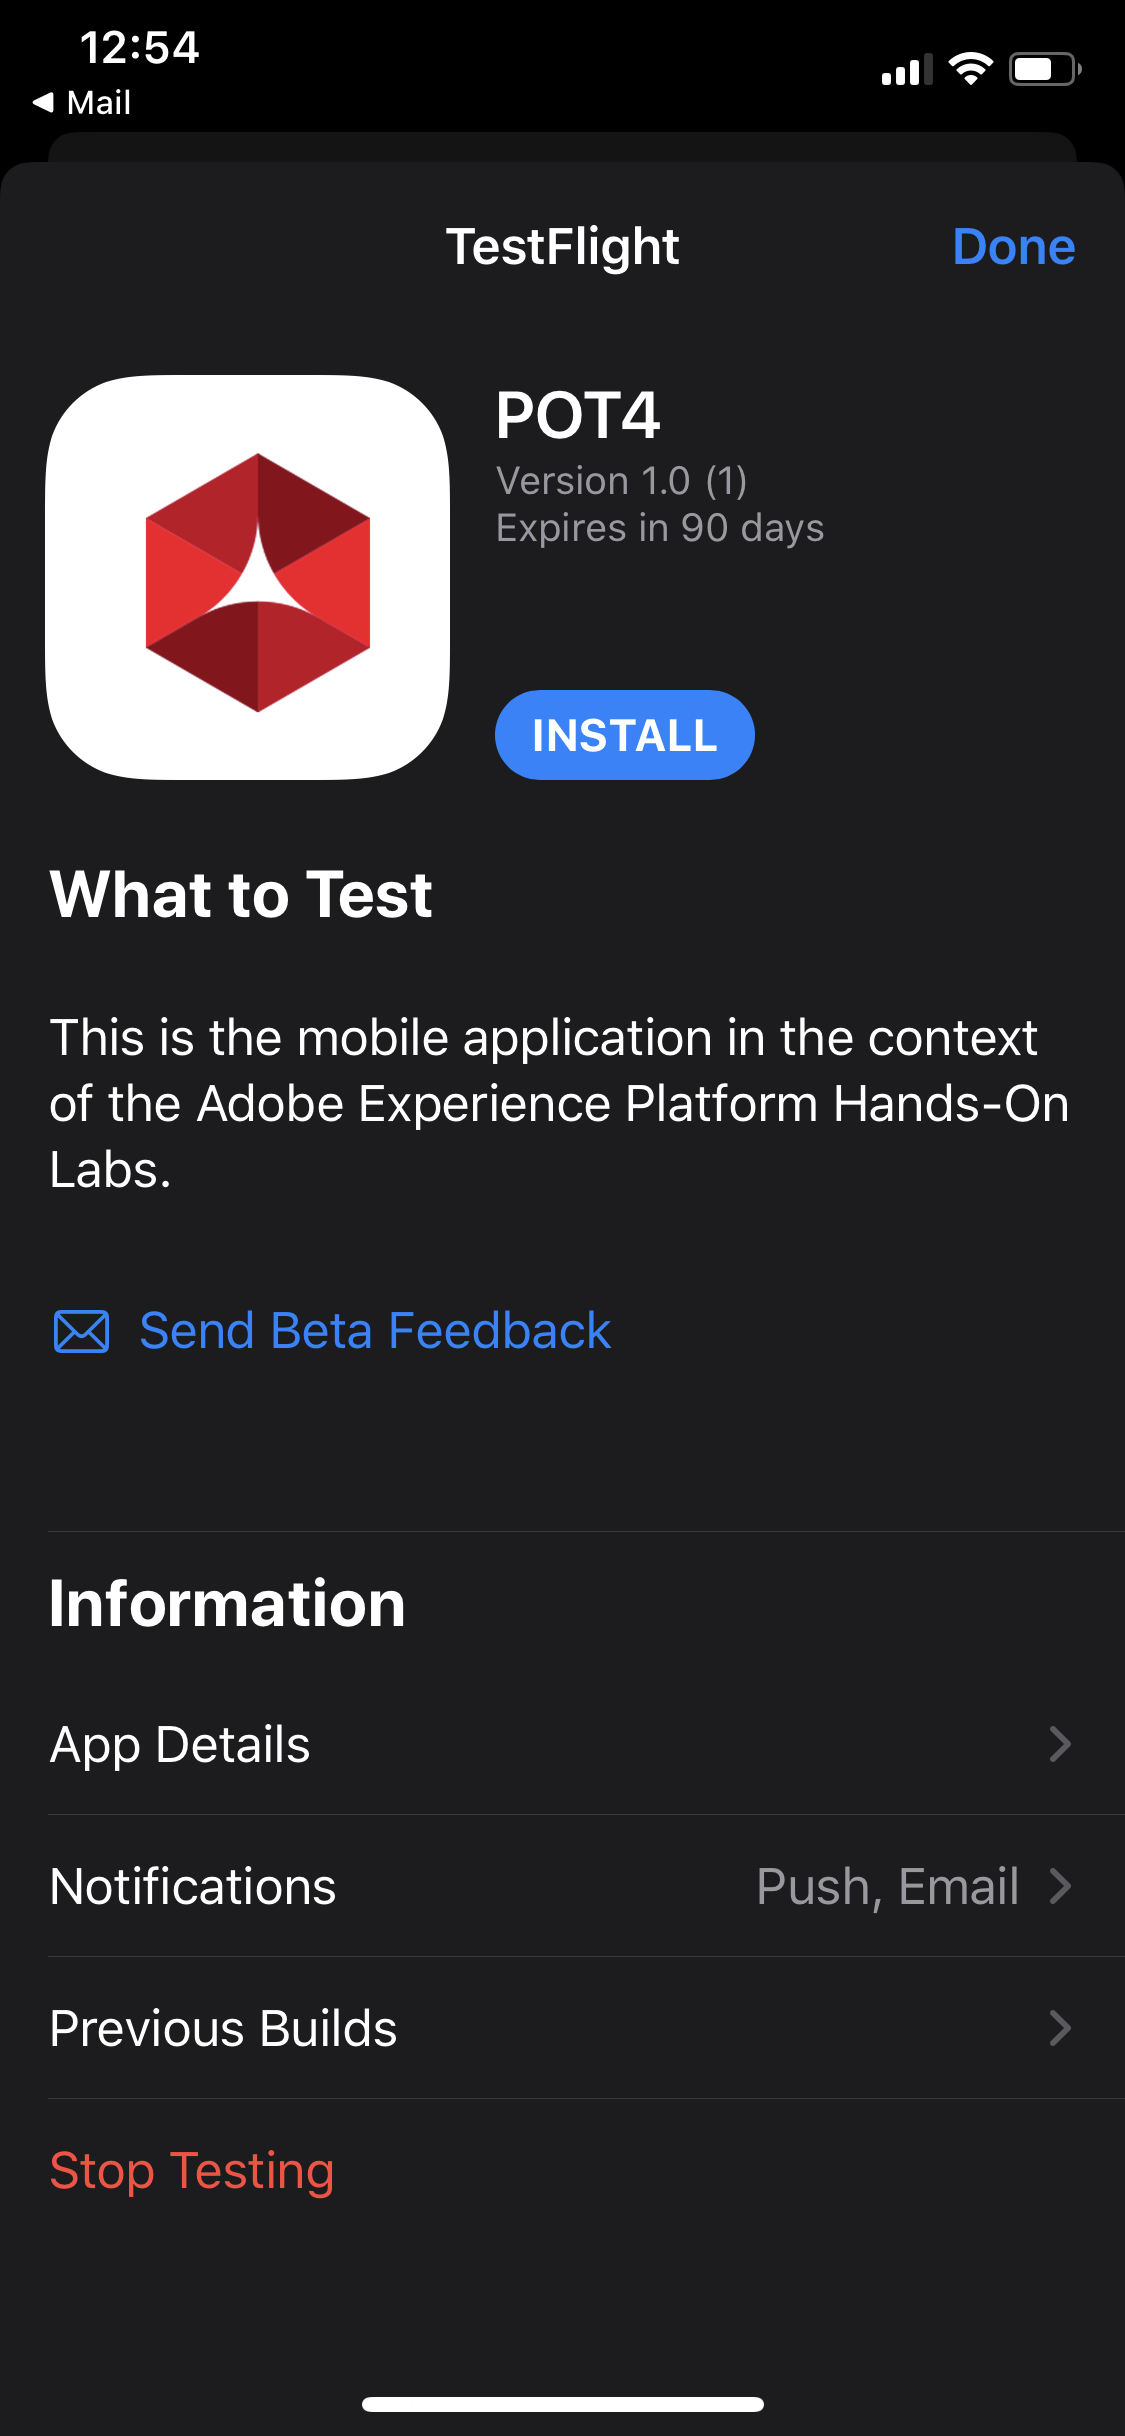 12:54
Mail
TestFlight
Done
POT4
Version 1.0 (1)
Expires in 90 days
INSTALL
What to Test
This is the mobile application in the context
of the Adobe Experience Platform Hands-On
Labs.
Send Beta Feedback
Information
App Details
Notifications Push, Email
Previous Builds
Stop Testing